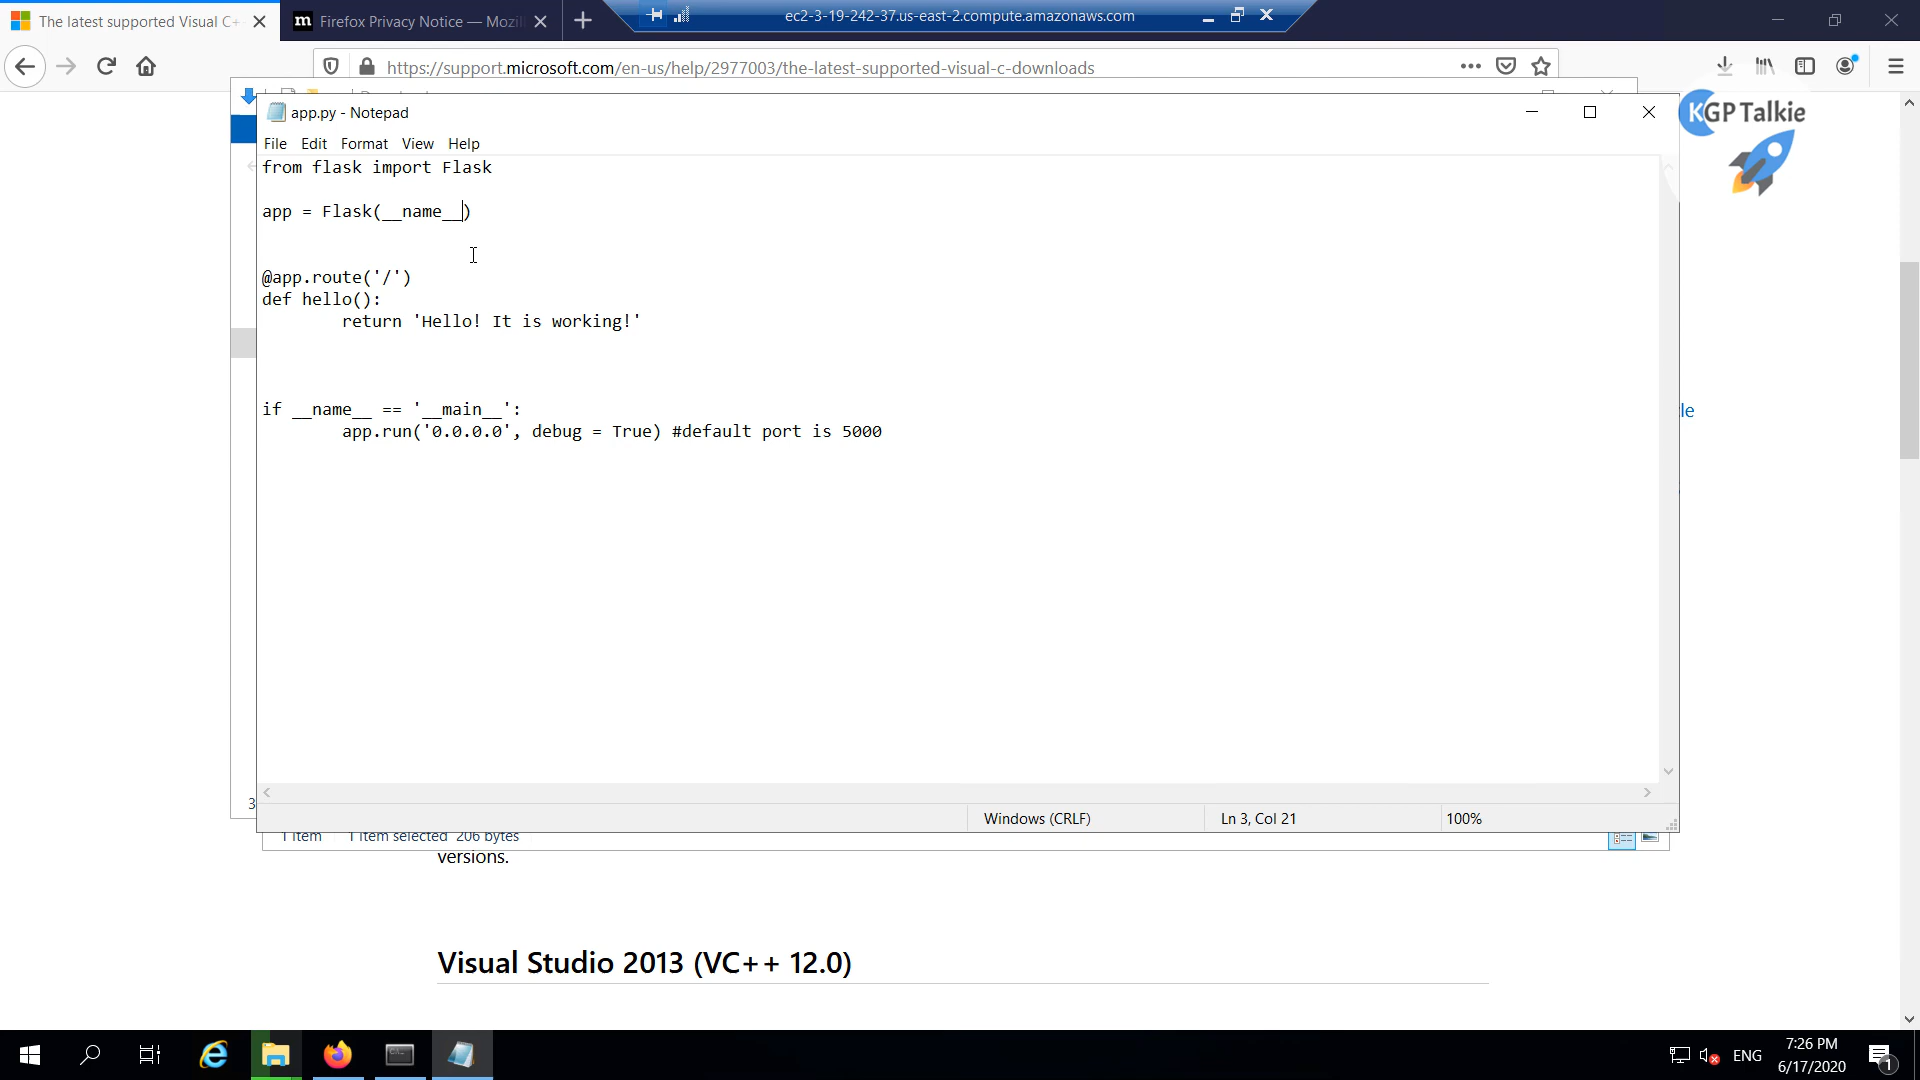 The latest supported Visual C+
Firefox Privacy Notice — Mozil
ec2-3-19-242-37.us-east-2.compute.amazonaws.com
https://support.microsoft.com/en-us/help/2977003/the-latest-supported-visual-c-downloads
KGP Talkie
app.py - Notepad
File Edit Format View Help
from flask import Flask
app = Flask(__name__)
@app.route('/')
def hello():
return 'Hello! It is working!'
if __name__ == '__main__':
app.run('0.0.0.0', debug = True) #default port is 5000
le
3
Windows (CRLF) Ln 3, Col 21 100%
1 item 1 item selected 206 bytes
versions.
Visual Studio 2013 (VC++ 12.0)
ENG
7:26 PM
6/17/2020
1